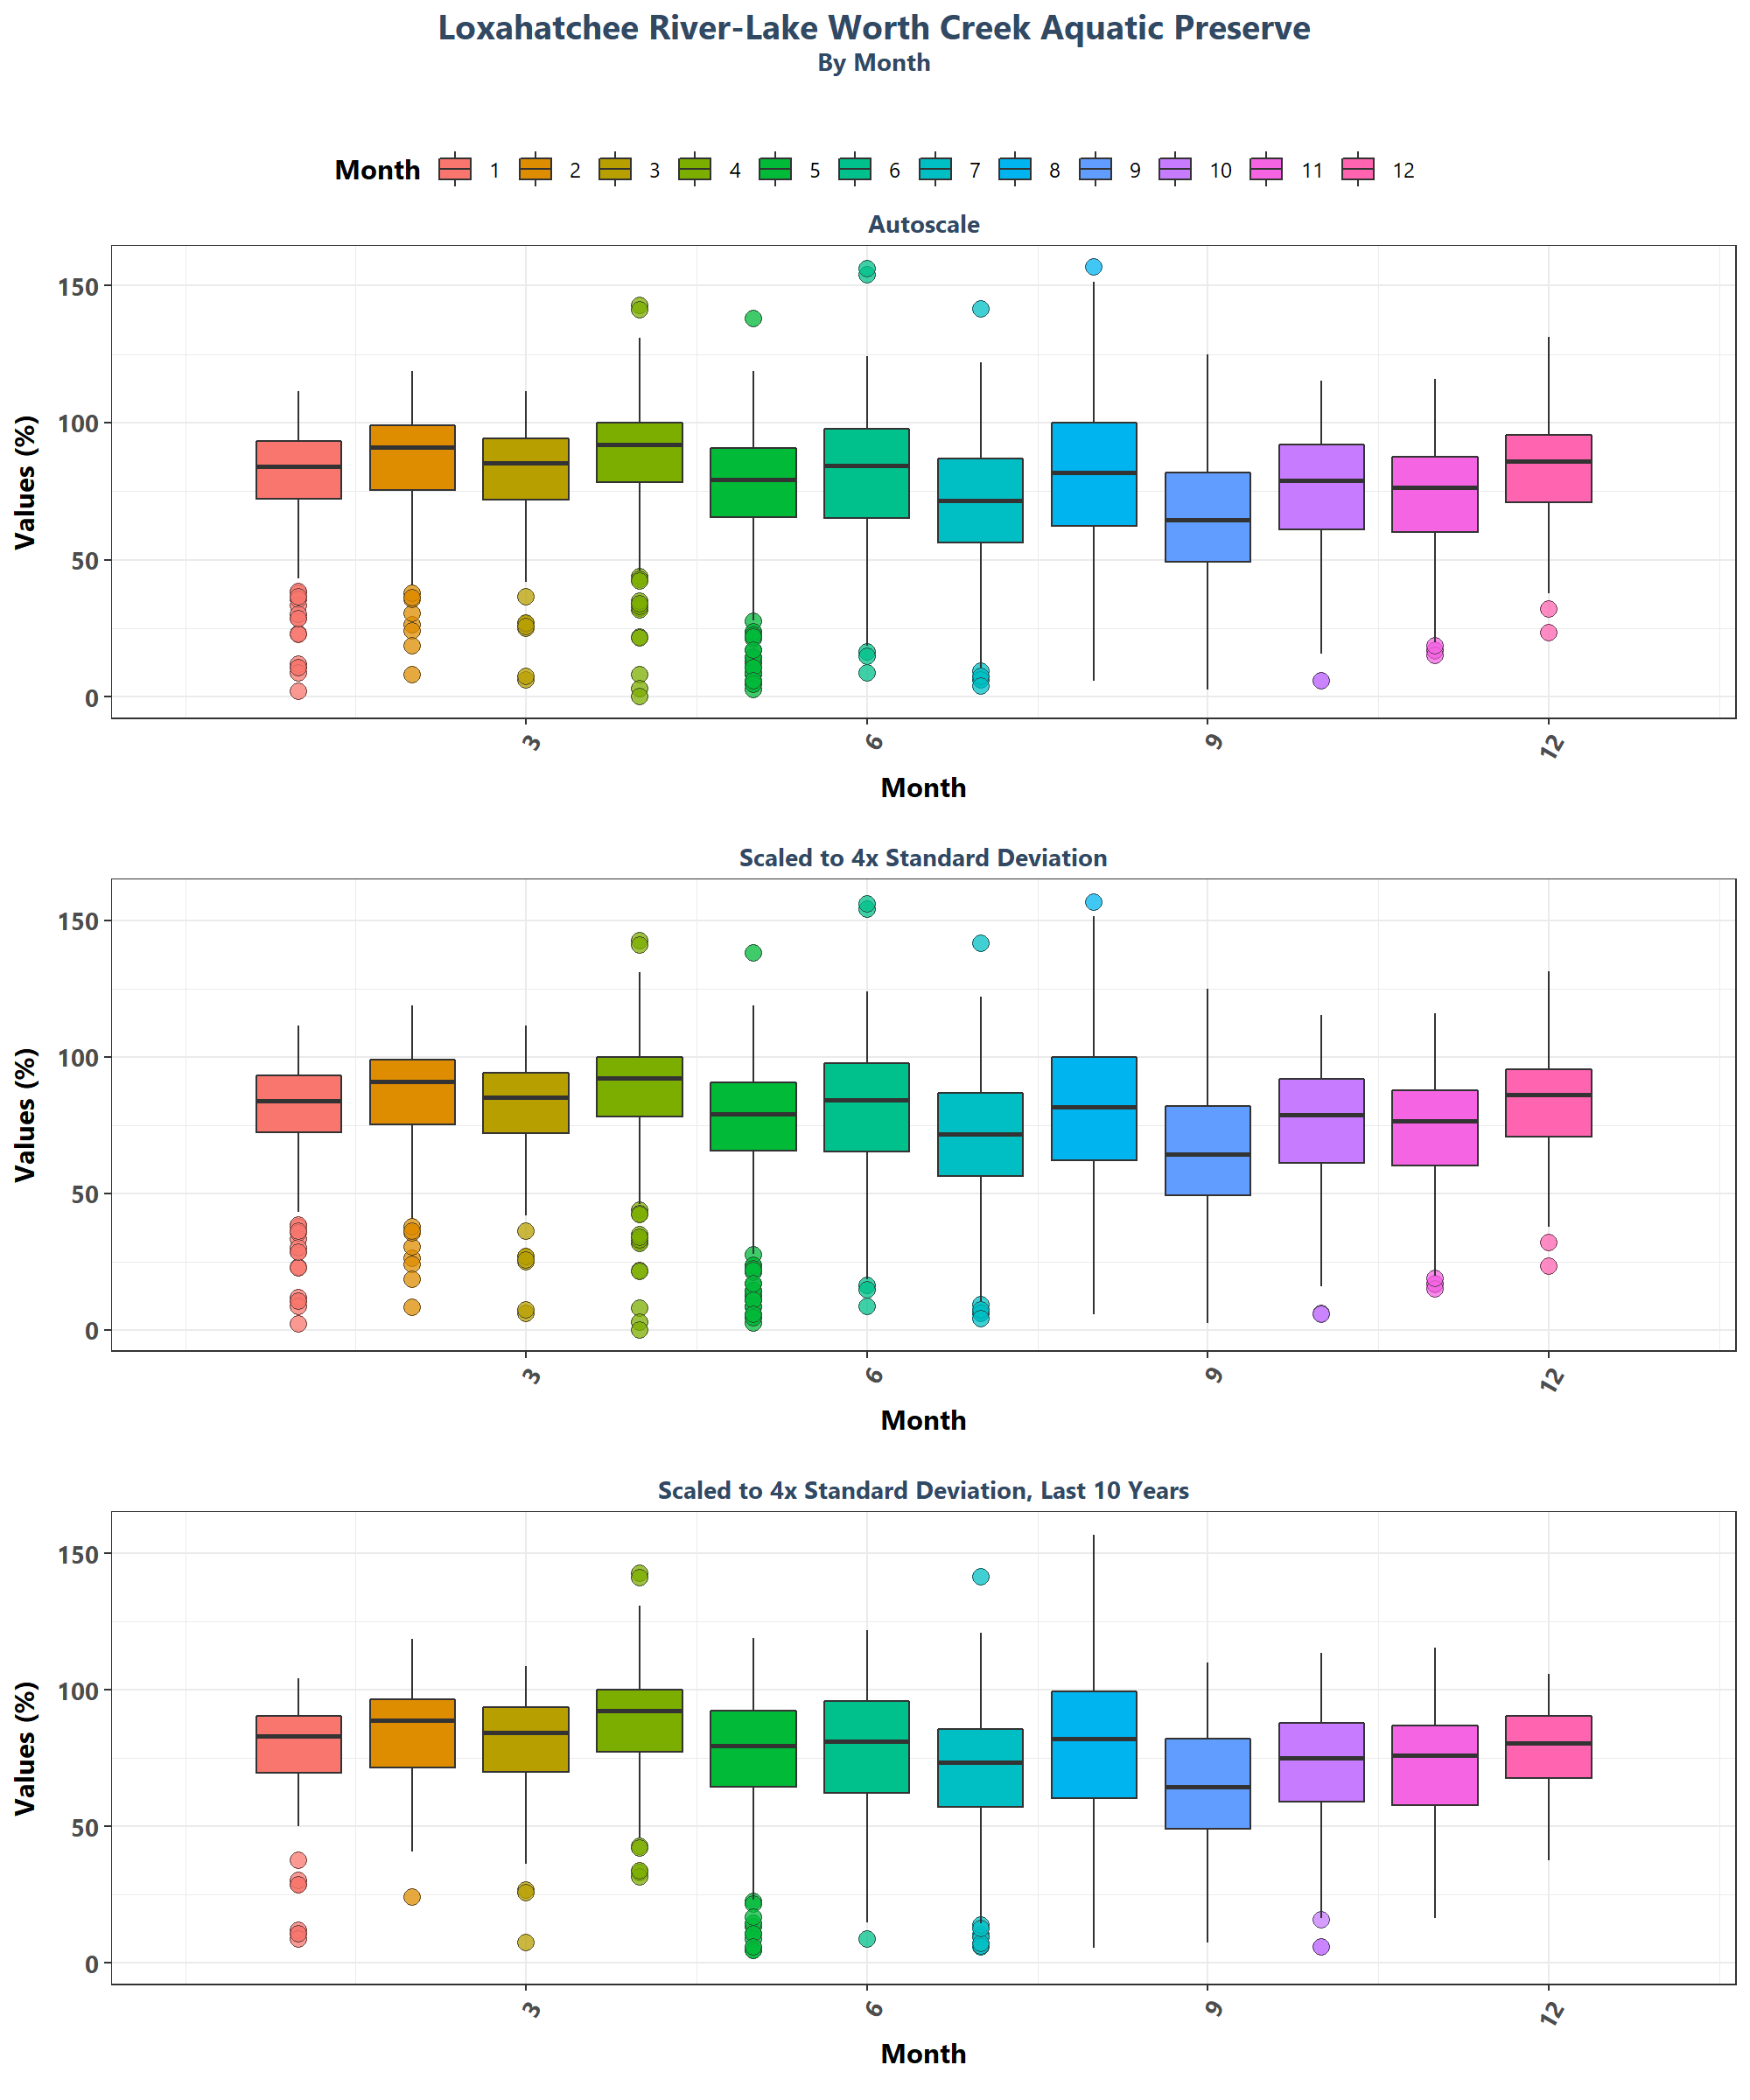 Loxahatchee River-Lake Worth Creek Aquatic Preserve
By Month
Month 1 2 3 4 5 6 7 8 9 10 11 12
Autoscale
Values (%)
150
100
50
0
3 6 9 12
Month
Scaled to 4x Standard Deviation
Values (%)
150
100
50
0
3 6 9 12
Month
Scaled to 4x Standard Deviation, Last 10 Years
Values (%)
150
100
50
0
3 6 9 12
Month